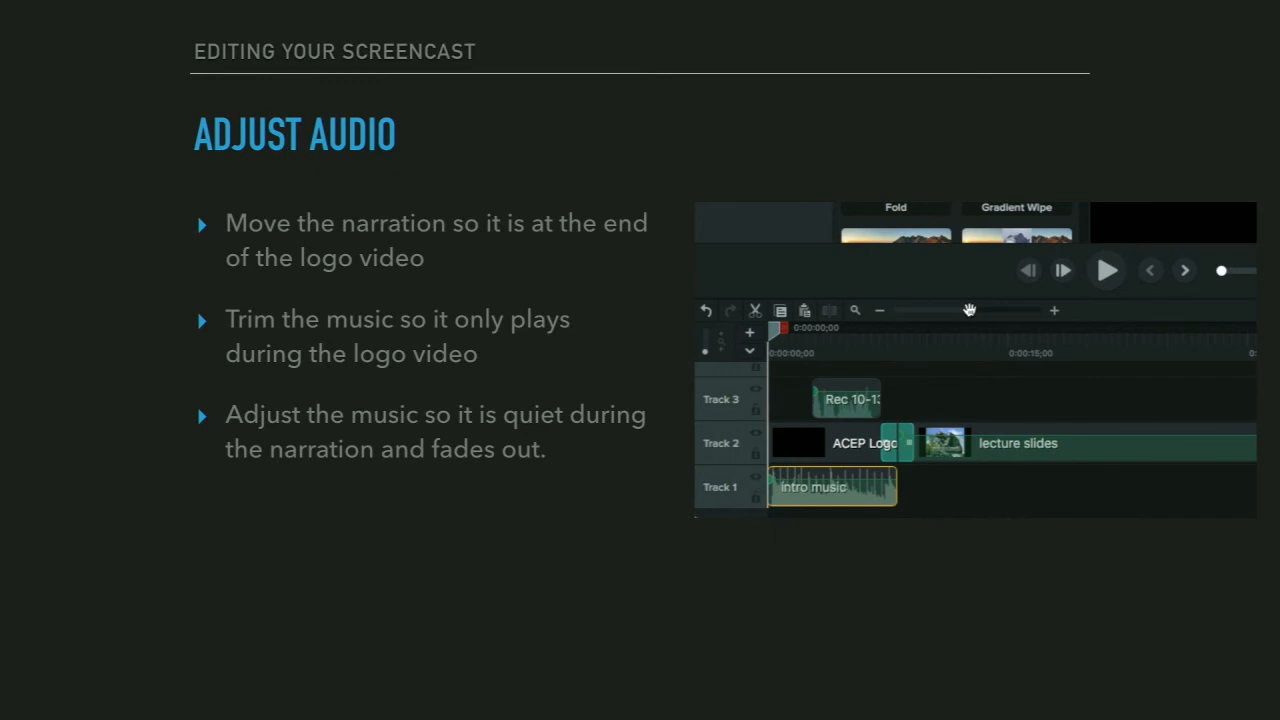 EDITING YOUR SCREENCAST
ADJUST AUDIO
Move the narration so it is at the end
of the logo video
Trim the music so it only plays
during the logo video
Adjust the music so it is quiet during
the narration and fades out.
Fold
Gradient Wipe
0:00:00;00
0:00:00;00
0:00:15;00
Track 3
Rec 10-13
Track 2
ACEP Logo
lecture slides
Track 1
intro music